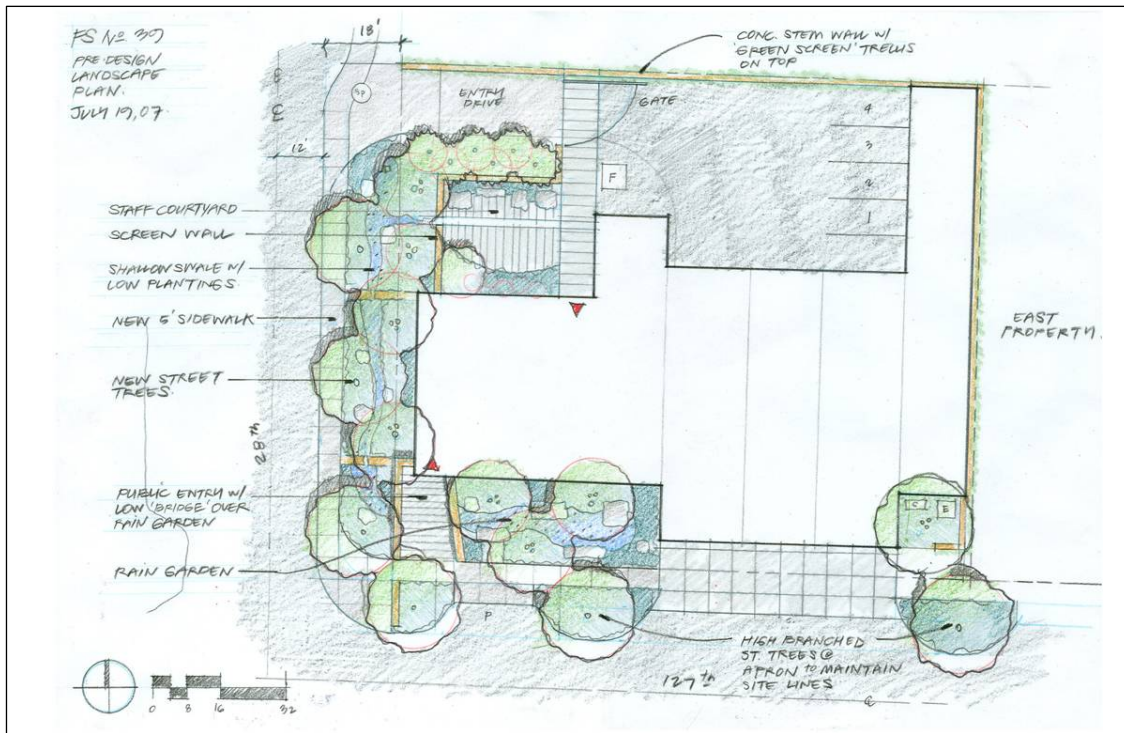 FS No 39
PRE-DESIGN
LANDSCAPE
PLAN.
JULY 19, 07.
18'
12'
ENTRY
DRIVE
GATE
CONC. STEM WALL W/
'GREEN SCREEN' TRELLIS
ON TOP
4
3
2
1
F
STAFF COURTYARD
SCREEN WALL
SHALLOW SWALE W/
LOW PLANTINGS
NEW 5' SIDEWALK
NEW STREET
TREES.
28th
PUBLIC ENTRY W/
LOW 'BRIDGE' OVER
RAIN GARDEN
RAIN GARDEN
EAST
PROPERTY.
C
E
P
HIGH BRANCHED
ST. TREES @
APRON TO MAINTAIN
SITE LINES
127th
0 8 16 32